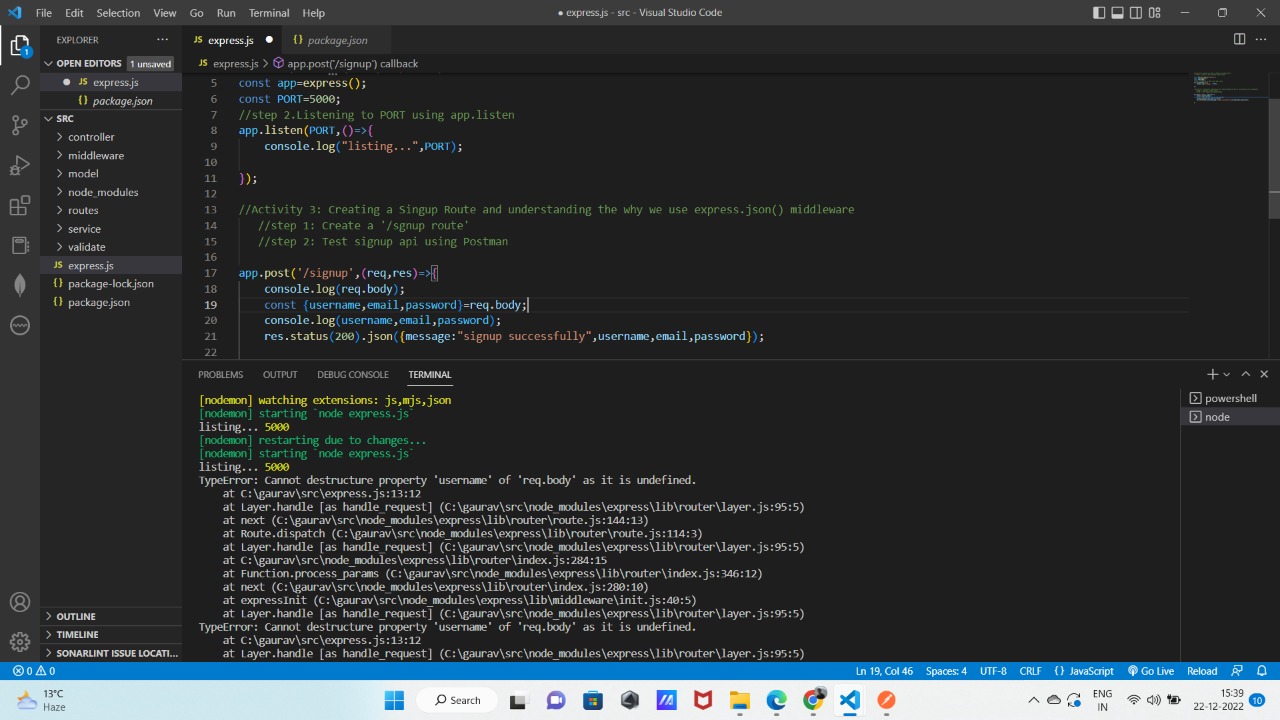 File Edit Selection View Go Run Terminal Help
● express.js - src - Visual Studio Code
EXPLORER ...
OPEN EDITORS 1 unsaved
JS express.js
{} package.json
SRC
controller
middleware
model
node_modules
routes
service
validate
JS express.js
{} package-lock.json
{} package.json
OUTLINE
TIMELINE
SONARLINT ISSUE LOCATI...
JS express.js ● {} package.json
JS express.js > app.post('/signup') callback
5 const app=express();
6 const PORT=5000;
7 //step 2.Listening to PORT using app.listen
8 app.listen(PORT,()=>{
9 console.log("listing...",PORT);
10
11 });
12
13 //Activity 3: Creating a Singup Route and understanding the why we use express.json() middleware
14 //step 1: Create a '/sgnup route'
15 //step 2: Test signup api using Postman
16
17 app.post('/signup',(req,res)=>{
18 console.log(req.body);
19 const {username,email,password}=req.body;
20 console.log(username,email,password);
21 res.status(200).json({message:"signup successfully",username,email,password});
22
PROBLEMS OUTPUT DEBUG CONSOLE TERMINAL
powershell
node
[nodemon] watching extensions: js,mjs,json
[nodemon] starting `node express.js`
listing... 5000
[nodemon] restarting due to changes...
[nodemon] starting `node express.js`
listing... 5000
TypeError: Cannot destructure property 'username' of 'req.body' as it is undefined.
at C:\gaurav\src\express.js:13:12
at Layer.handle [as handle_request] (C:\gaurav\src\node_modules\express\lib\router\layer.js:95:5)
at next (C:\gaurav\src\node_modules\express\lib\router\route.js:144:13)
at Route.dispatch (C:\gaurav\src\node_modules\express\lib\router\route.js:114:3)
at Layer.handle [as handle_request] (C:\gaurav\src\node_modules\express\lib\router\layer.js:95:5)
at C:\gaurav\src\node_modules\express\lib\router\index.js:284:15
at Function.process_params (C:\gaurav\src\node_modules\express\lib\router\index.js:346:12)
at next (C:\gaurav\src\node_modules\express\lib\router\index.js:280:10)
at expressInit (C:\gaurav\src\node_modules\express\lib\middleware\init.js:40:5)
at Layer.handle [as handle_request] (C:\gaurav\src\node_modules\express\lib\router\layer.js:95:5)
TypeError: Cannot destructure property 'username' of 'req.body' as it is undefined.
at C:\gaurav\src\express.js:13:12
at Layer.handle [as handle_request] (C:\gaurav\src\node_modules\express\lib\router\layer.js:95:5)
0 0 Ln 19, Col 46 Spaces: 4 UTF-8 CRLF {} JavaScript Go Live Reload
13°C
Haze
Search
ENG
IN
15:39
22-12-2022
10